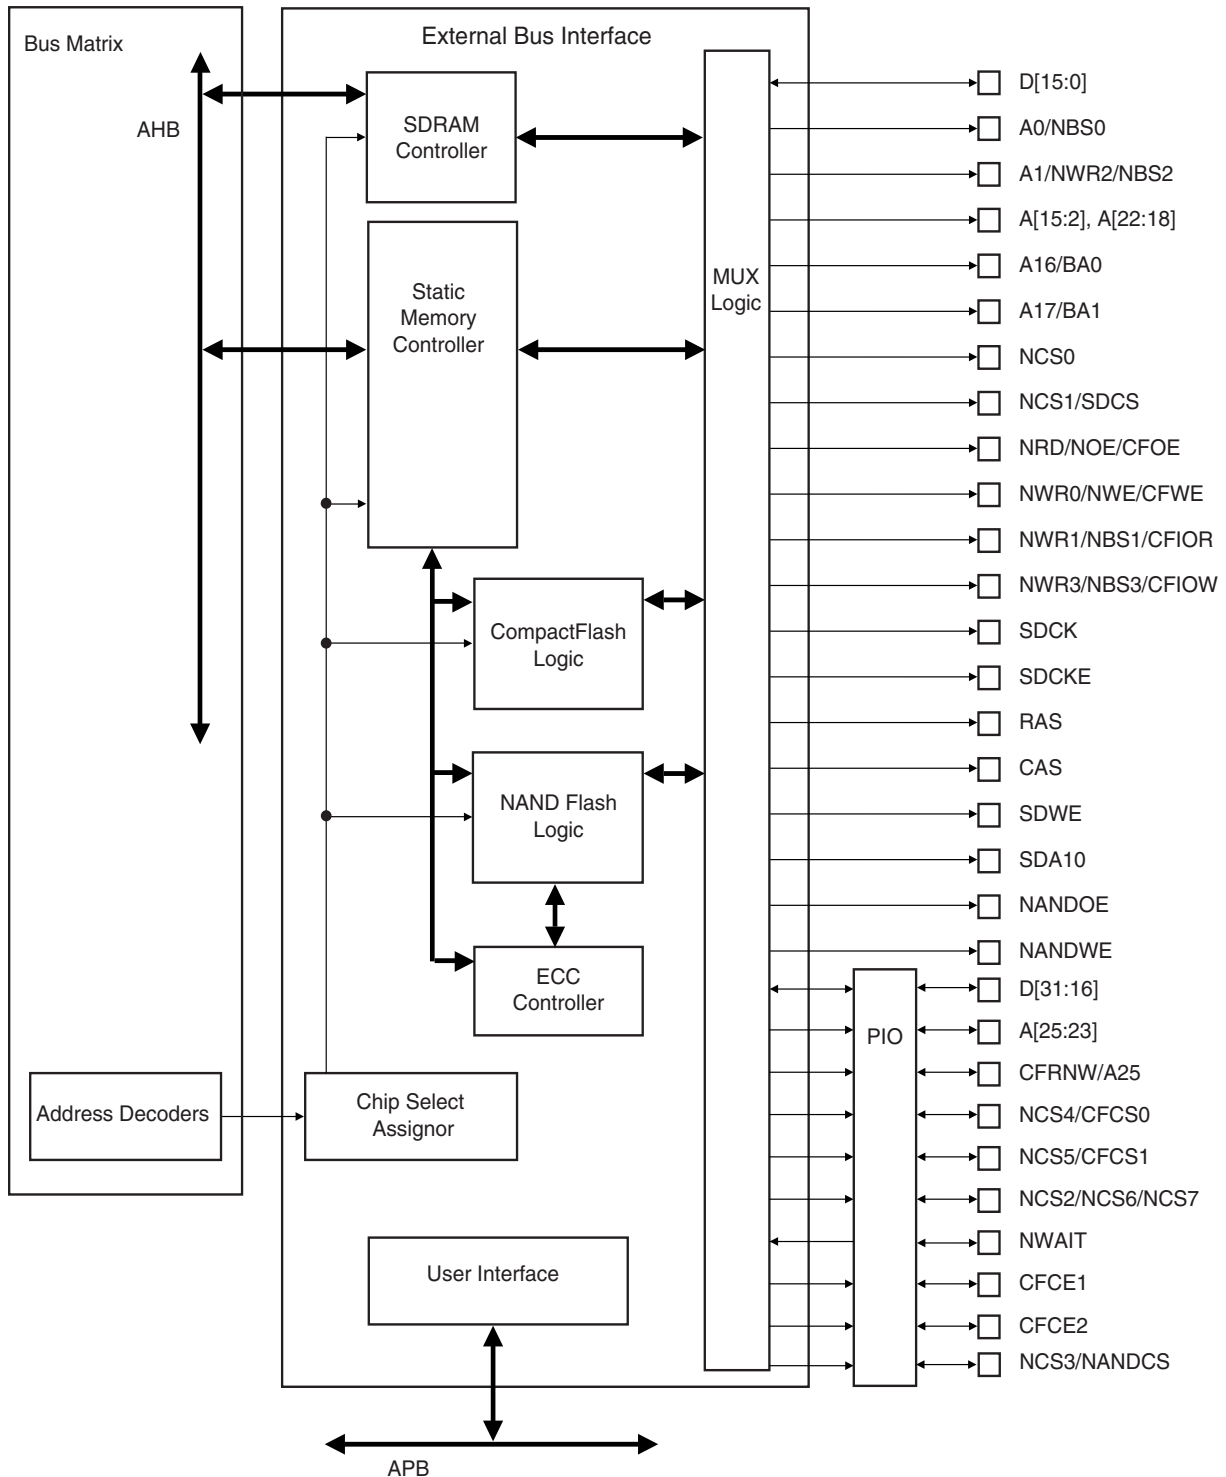 Bus Matrix
External Bus Interface
AHB
SDRAM
Controller
Static
Memory
Controller
MUX
Logic
CompactFlash
Logic
NAND Flash
Logic
ECC
Controller
Address Decoders
Chip Select
Assignor
User Interface
APB
PIO
D[15:0]
A0/NBS0
A1/NWR2/NBS2
A[15:2], A[22:18]
A16/BA0
A17/BA1
NCS0
NCS1/SDCS
NRD/NOE/CFOE
NWR0/NWE/CFWE
NWR1/NBS1/CFIOR
NWR3/NBS3/CFIOW
SDCK
SDCKE
RAS
CAS
SDWE
SDA10
NANDOE
NANDWE
D[31:16]
A[25:23]
CFRNW/A25
NCS4/CFCS0
NCS5/CFCS1
NCS2/NCS6/NCS7
NWAIT
CFCE1
CFCE2
NCS3/NANDCS